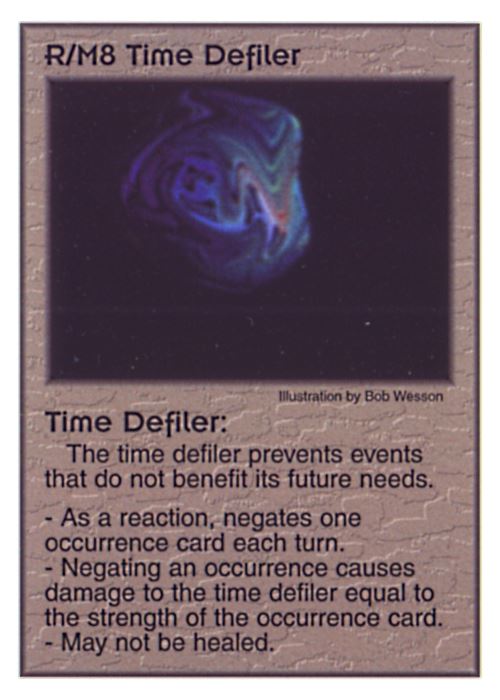 R/M8 Time Defiler
Illustration by Bob Wesson
Time Defiler:
The time defiler prevents events
that do not benefit its future needs.
- As a reaction, negates one
occurrence card each turn.
- Negating an occurrence causes
damage to the time defiler equal to
the strength of the occurrence card.
- May not be healed.